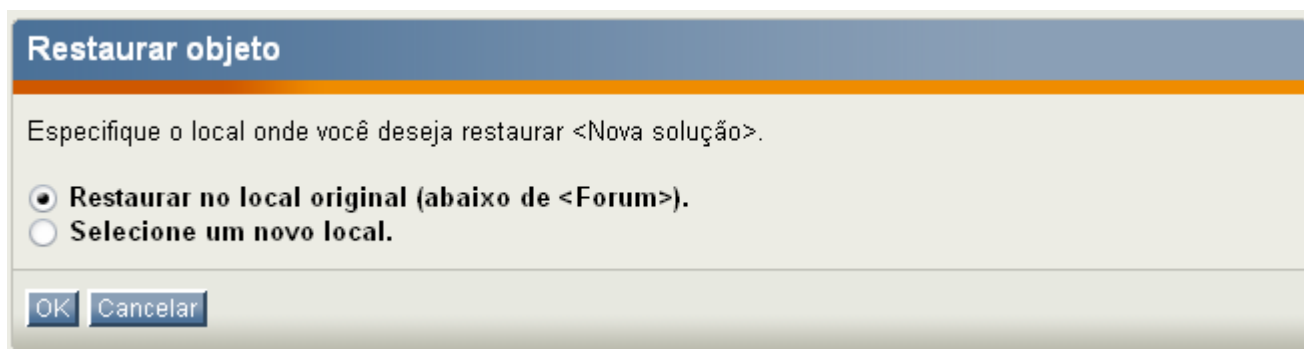 Restaurar objeto
Especifique o local onde você deseja restaurar <Nova solução>.
Restaurar no local original (abaixo de <Forum>).
Selecione um novo local.
OK Cancelar